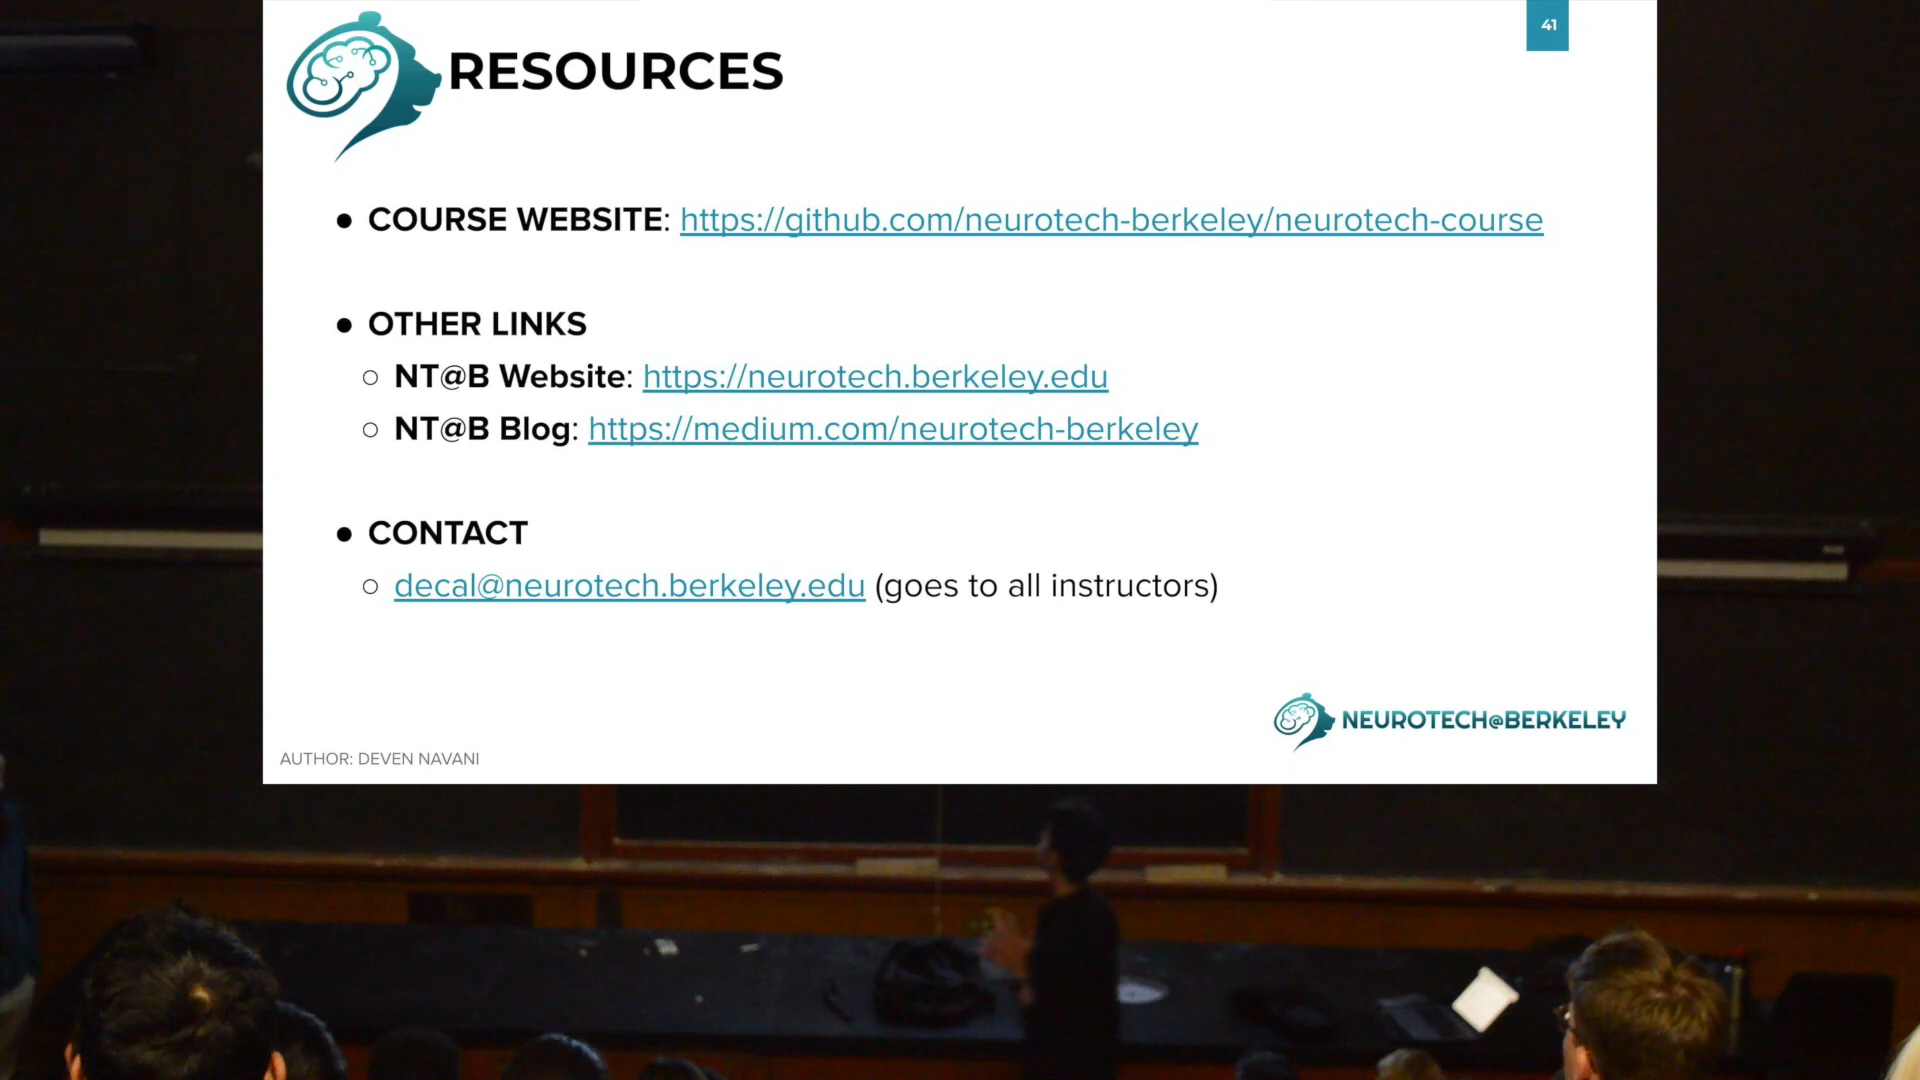 41
RESOURCES
● COURSE WEBSITE: https://github.com/neurotech-berkeley/neurotech-course
● OTHER LINKS
○ NT@B Website: https://neurotech.berkeley.edu
○ NT@B Blog: https://medium.com/neurotech-berkeley
● CONTACT
○ decal@neurotech.berkeley.edu (goes to all instructors)
NEUROTECH@BERKELEY
AUTHOR: DEVEN NAVANI